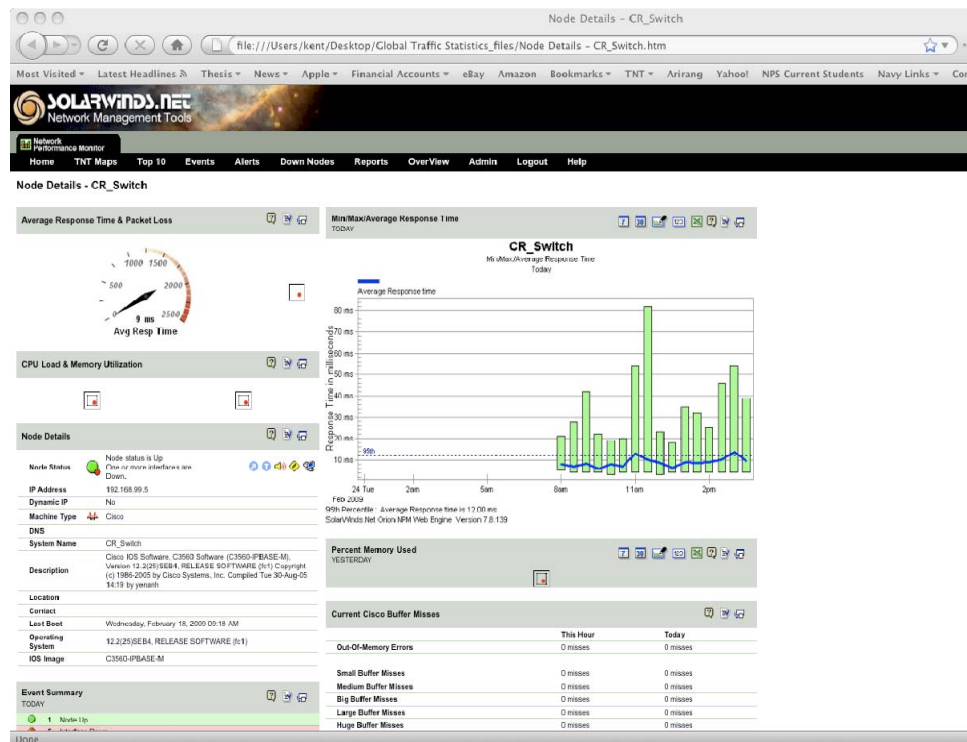 Node Details - CR_Switch
file:///Users/kent/Desktop/Global Traffic Statistics_files/Node Details - CR_Switch.htm
Most Visited Latest Headlines Thesis News Apple Financial Accounts eBay Amazon Bookmarks TNT Arirang Yahoo! NPS Current Students Navy Links
SOLARWINDS.NET
Network Management Tools
Network
Performance Monitor
Home TNT Maps Top 10 Events Alerts Down Nodes Reports OverView Admin Logout Help
Node Details - CR_Switch
Average Response Time & Packet Loss
0 500 1000 1500 2000 2500
9 ms
Avg Resp Time
CPU Load & Memory Utilization
Node Details
Node Status Node status is Up
One or more interfaces are
Down.
IP Address 192.168.99.5
Dynamic IP No
Machine Type Cisco
DNS
System Name CR_Switch
Description Cisco IOS Software, C3560 Software (C3560-IPBASE-M),
Version 12.2(25)SEB4, RELEASE SOFTWARE (fc1) Copyright
(c) 1986-2005 by Cisco Systems, Inc. Compiled Tue 30-Aug-05
14:19 by yenanh
Location
Contact
Last Boot Wednesday, February 18, 2009 09:18 AM
Operating
System 12.2(25)SEB4, RELEASE SOFTWARE (fc1)
IOS Image C3560-IPBASE-M
Event Summary
TODAY
1 Node Up
Min/Max/Average Response Time
TODAY
CR_Switch
Min/Max/Average Response Time
Today
Average Response time
Response Time in milliseconds
80 ms
70 ms
60 ms
50 ms
40 ms
30 ms
20 ms
95th
10 ms
24 Tue 2am 5am 8am 11am 2pm
Feb 2009
95th Percentile : Average Response time is 12.00 ms
SolarWinds.Net Orion NPM Web Engine Version 7.8.139
Percent Memory Used
YESTERDAY
Current Cisco Buffer Misses
This Hour Today
Out-Of-Memory Errors 0 misses 0 misses
Small Buffer Misses 0 misses 0 misses
Medium Buffer Misses 0 misses 0 misses
Big Buffer Misses 0 misses 0 misses
Large Buffer Misses 0 misses 0 misses
Huge Buffer Misses 0 misses 0 misses
Done